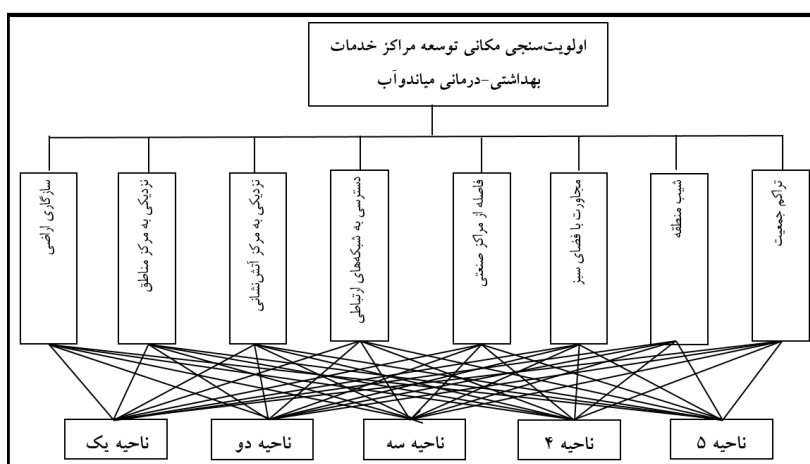 اولویت‌سنجی مکانی توسعه مراکز خدمات
بهداشتی-درمانی میاندوآب
تراکم جمعیت
شیب منطقه
مجاورت با فضای سبز
فاصله از مراکز صنعتی
دسترسی به شبکه‌های ارتباطی
نزدیکی به مرکز آتش‌نشانی
نزدیکی به مرکز مناطق
سازگاری اراضی
ناحیه ۵
ناحیه ۴
ناحیه سه
ناحیه دو
ناحیه یک